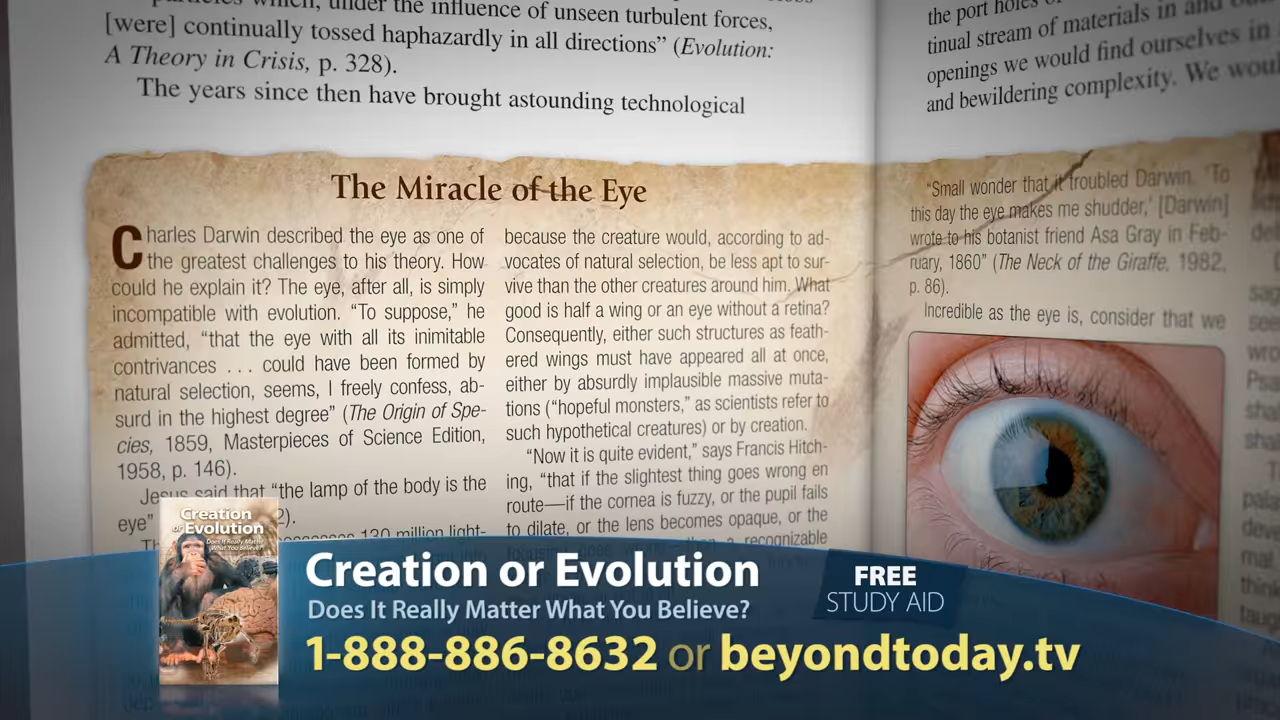 particles which, under the influence of unseen turbulent forces,
[were] continually tossed haphazardly in all directions” (Evolution:
A Theory in Crisis, p. 328).
The years since then have brought astounding technological
The Miracle of the Eye
Charles Darwin described the eye as one of
the greatest challenges to his theory. How
could he explain it? The eye, after all, is simply
incompatible with evolution. “To suppose,” he
admitted, “that the eye with all its inimitable
contrivances . . . could have been formed by
natural selection, seems, I freely confess, ab-
surd in the highest degree” (The Origin of Spe-
cies, 1859, Masterpieces of Science Edition,
1958, p. 146).
Jesus said that “the lamp of the body is the
eye” 2).
130 million light-
because the creature would, according to ad-
vocates of natural selection, be less apt to sur-
vive than the other creatures around him. What
good is half a wing or an eye without a retina?
Consequently, either such structures as feath-
ered wings must have appeared all at once,
either by absurdly implausible massive muta-
tions (“hopeful monsters,” as scientists refer to
such hypothetical creatures) or by creation.
“Now it is quite evident,” says Francis Hitch-
ing, “that if the slightest thing goes wrong en
route—if the cornea is fuzzy, or the pupil fails
to dilate, or the lens becomes opaque, or the
recognizable
the port holes
tinual stream of materials in and
openings we would find ourselves in
and bewildering complexity. We
“Small wonder that it troubled Darwin. ‘To
this day the eye makes me shudder,’ [Darwin]
wrote to his botanist friend Asa Gray in Feb-
ruary, 1860” (The Neck of the Giraffe, 1982,
p. 86).
Incredible as the eye is, consider that we
Creation
or Evolution
Does It Really Matter
What You Believe?
Creation or Evolution
Does It Really Matter What You Believe?
FREE
STUDY AID
1-888-886-8632 or beyondtoday.tv